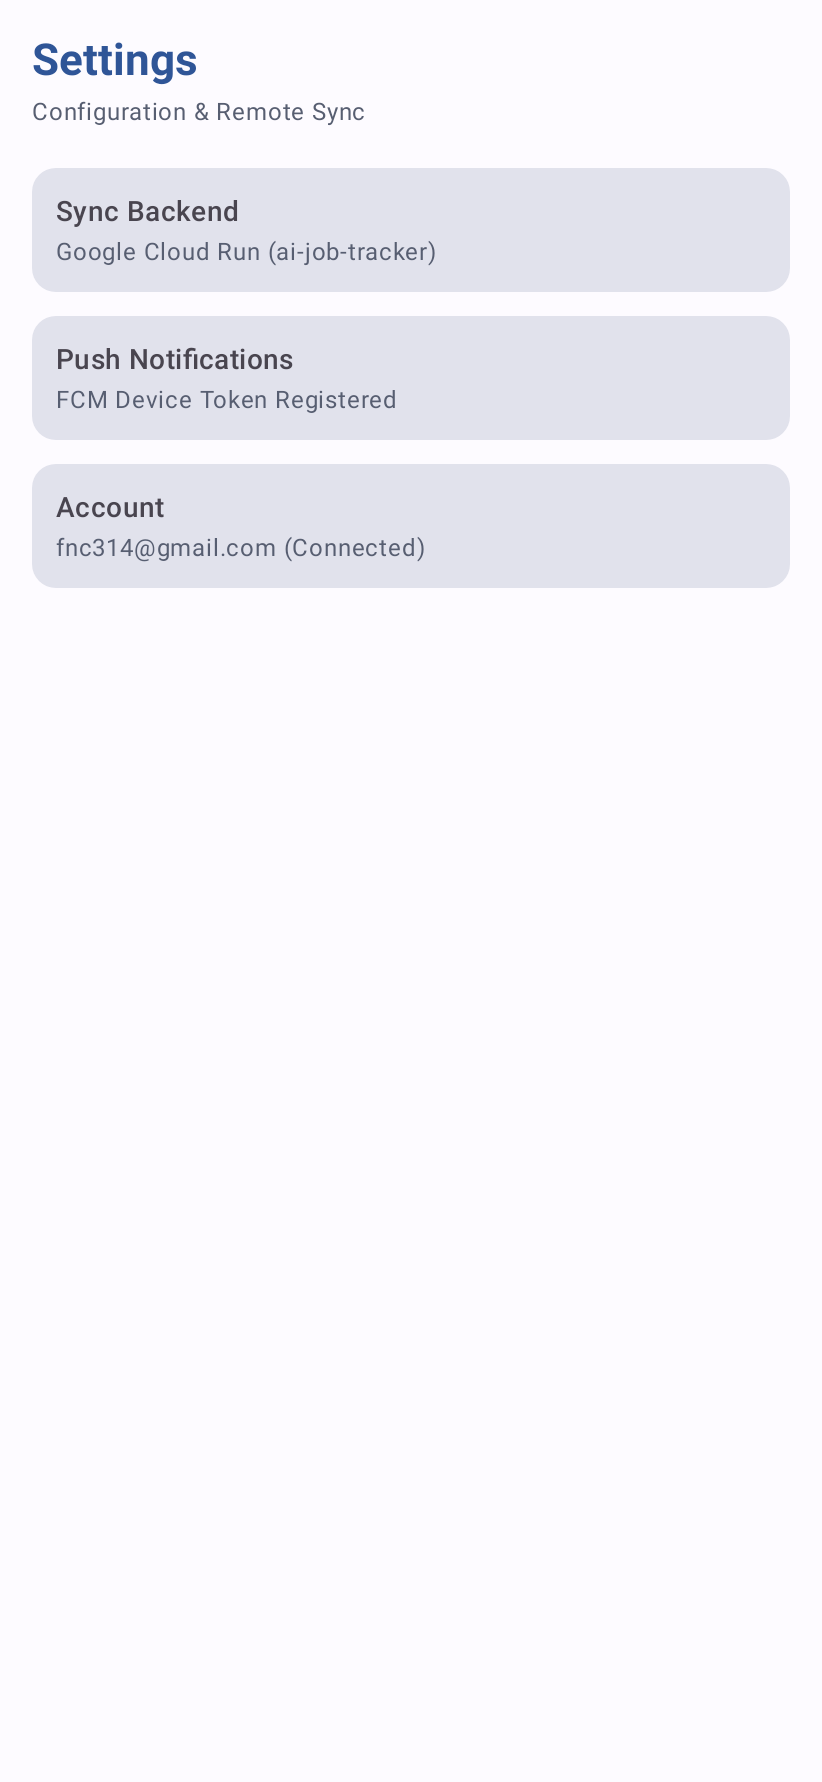 Settings
Configuration & Remote Sync
Sync Backend
Google Cloud Run (ai-job-tracker)
Push Notifications
FCM Device Token Registered
Account
fnc314@gmail.com (Connected)